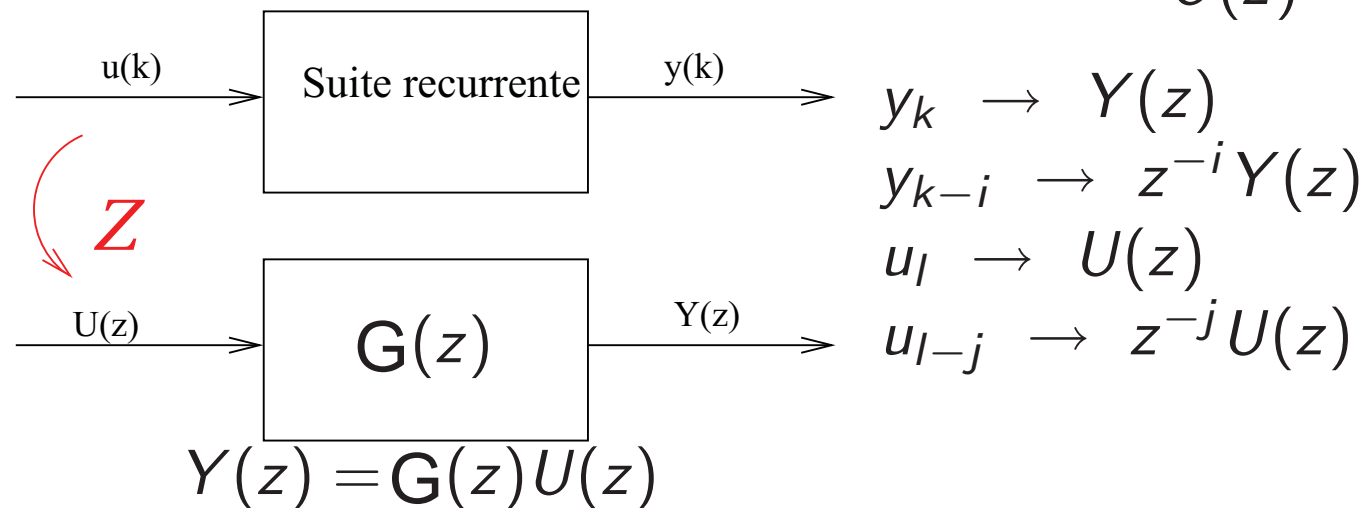 u(k) Suite recurrente y(k)
Z
U(z) G(z) Y(z)
Y(z) = G(z)U(z)
y_k → Y(z)
y_{k−i} → z^{−i} Y(z)
u_l → U(z)
u_{l−j} → z^{−j} U(z)